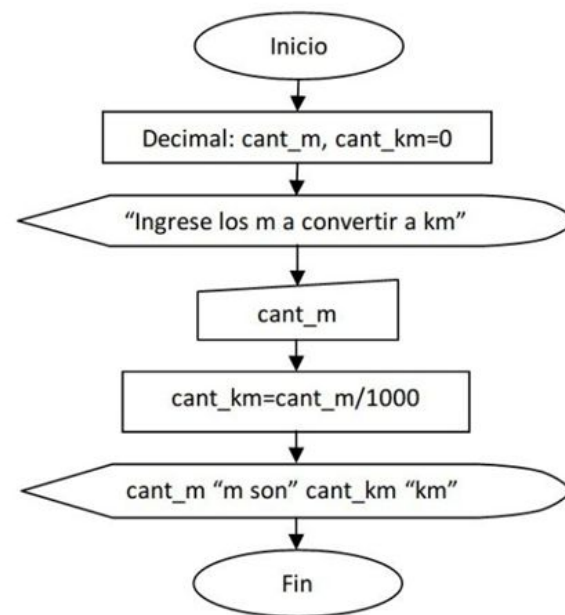 Inicio
Decimal: cant_m, cant_km=0
“Ingrese los m a convertir a km”
cant_m
cant_km=cant_m/1000
cant_m “m son” cant_km “km”
Fin